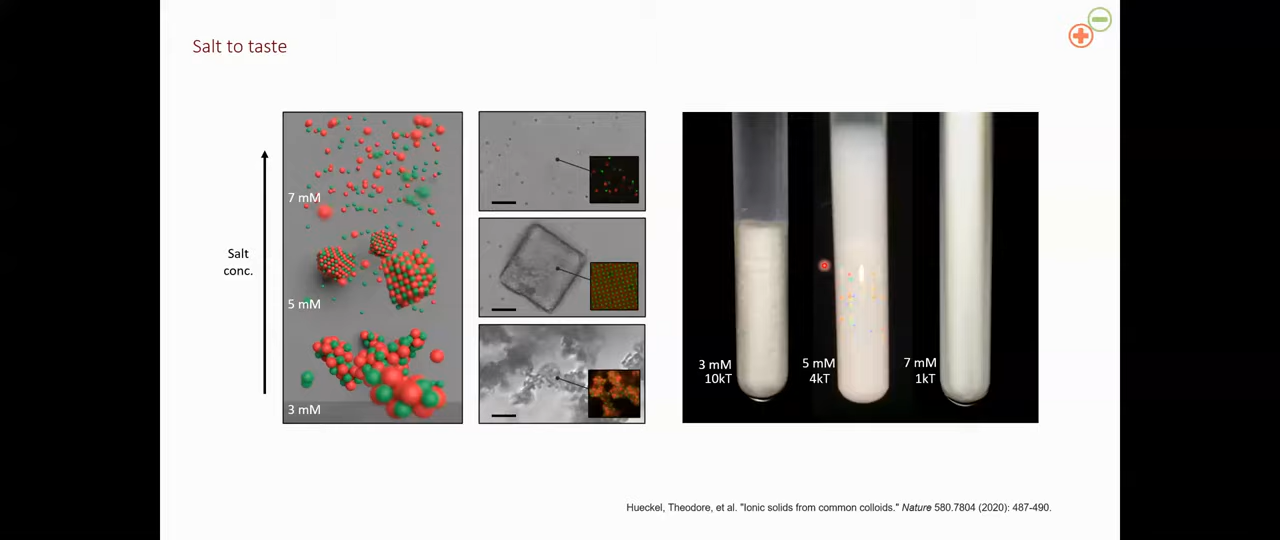 Salt to taste
Salt
conc.
7 mM
5 mM
3 mM
3 mM
10kT
5 mM
4kT
7 mM
1kT
Hueckel, Theodore, et al. "Ionic solids from common colloids." Nature 580.7804 (2020): 487-490.